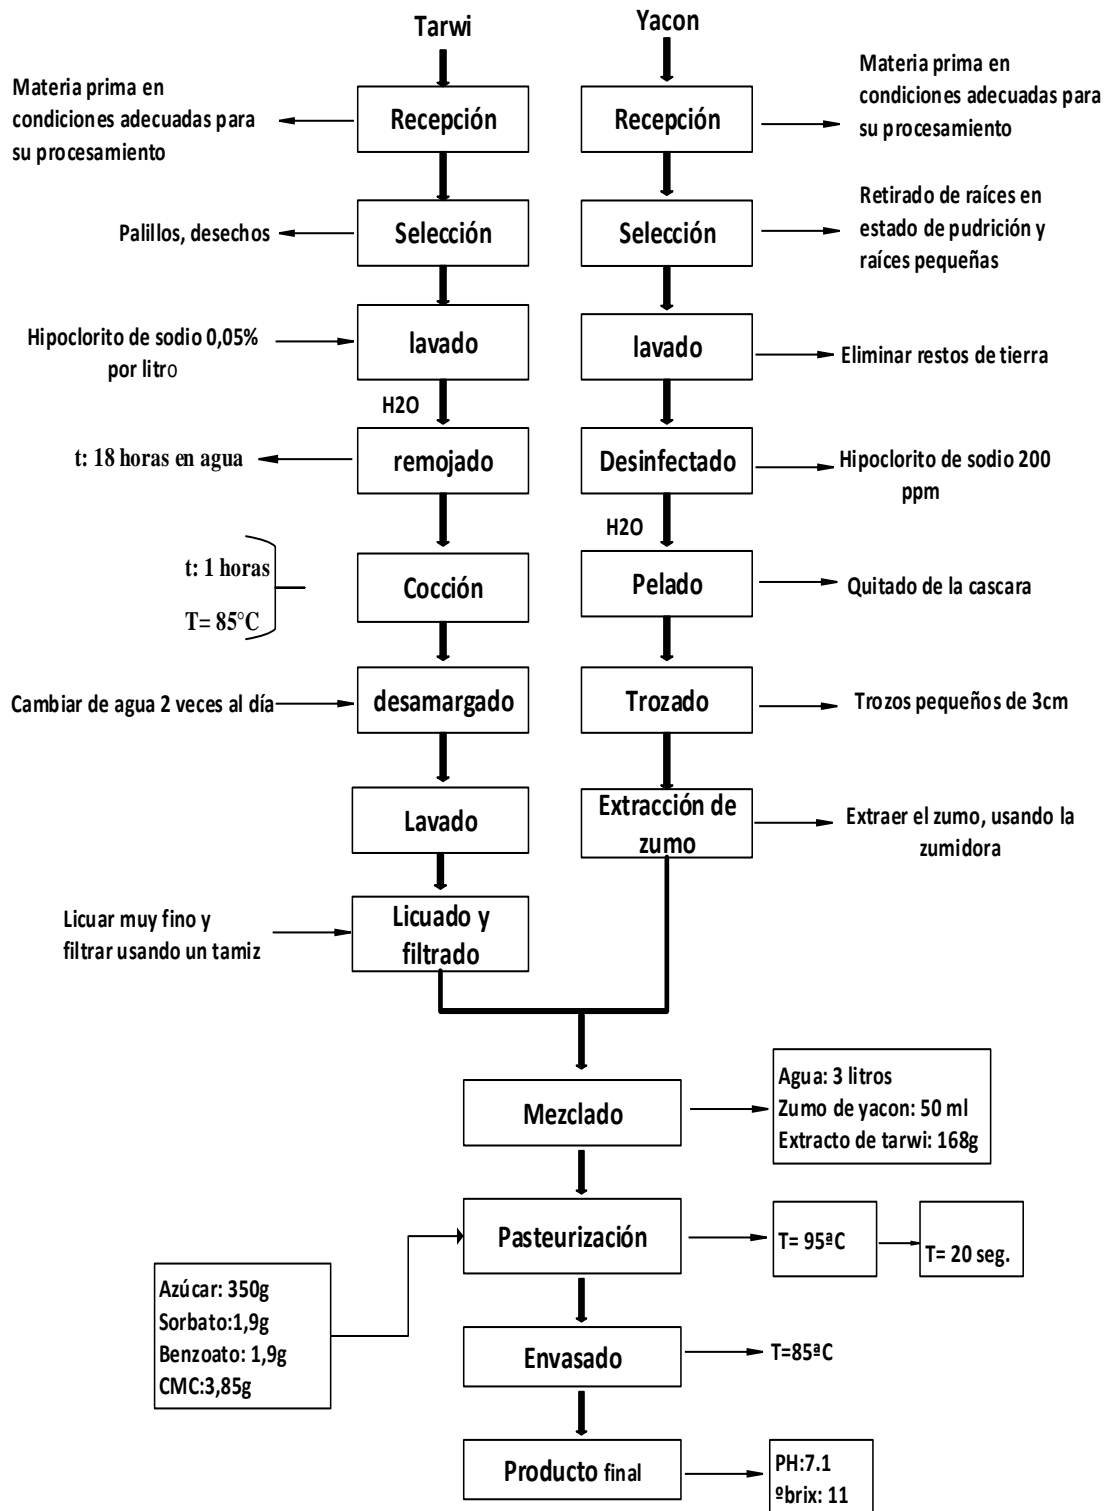 Tarwi
Yacon
Materia prima en
condiciones adecuadas para
su procesamiento
Recepción
Recepción
Materia prima en
condiciones adecuadas para
su procesamiento
Palillos, desechos
Selección
Selección
Retirado de raíces en
estado de pudrición y
raíces pequeñas
Hipoclorito de sodio 0,05%
por litro
lavado
lavado
Eliminar restos de tierra
H2O
t: 18 horas en agua
remojado
Desinfectado
Hipoclorito de sodio 200
ppm
H2O
t: 1 horas
T= 85°C
Cocción
Pelado
Quitado de la cascara
Cambiar de agua 2 veces al día
desamargado
Trozado
Trozos pequeños de 3cm
Lavado
Extracción de
zumo
Extraer el zumo, usando la
zumidora
Licuar muy fino y
filtrar usando un tamiz
Licuado y
filtrado
Mezclado
Agua: 3 litros
Zumo de yacon: 50 ml
Extracto de tarwi: 168g
Pasteurización
T= 95ªC
T= 20 seg.
Azúcar: 350g
Sorbato:1,9g
Benzoato: 1,9g
CMC:3,85g
Envasado
T=85ªC
Producto final
PH:7.1
ºbrix: 11